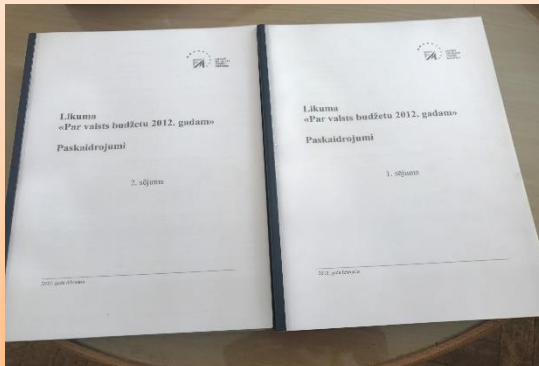 Likuma
«Par valsts budžetu 2012. gadam»
Paskaidrojumi
2. sējums
Likuma
«Par valsts budžetu 2012. gadam»
Paskaidrojumi
1. sējums